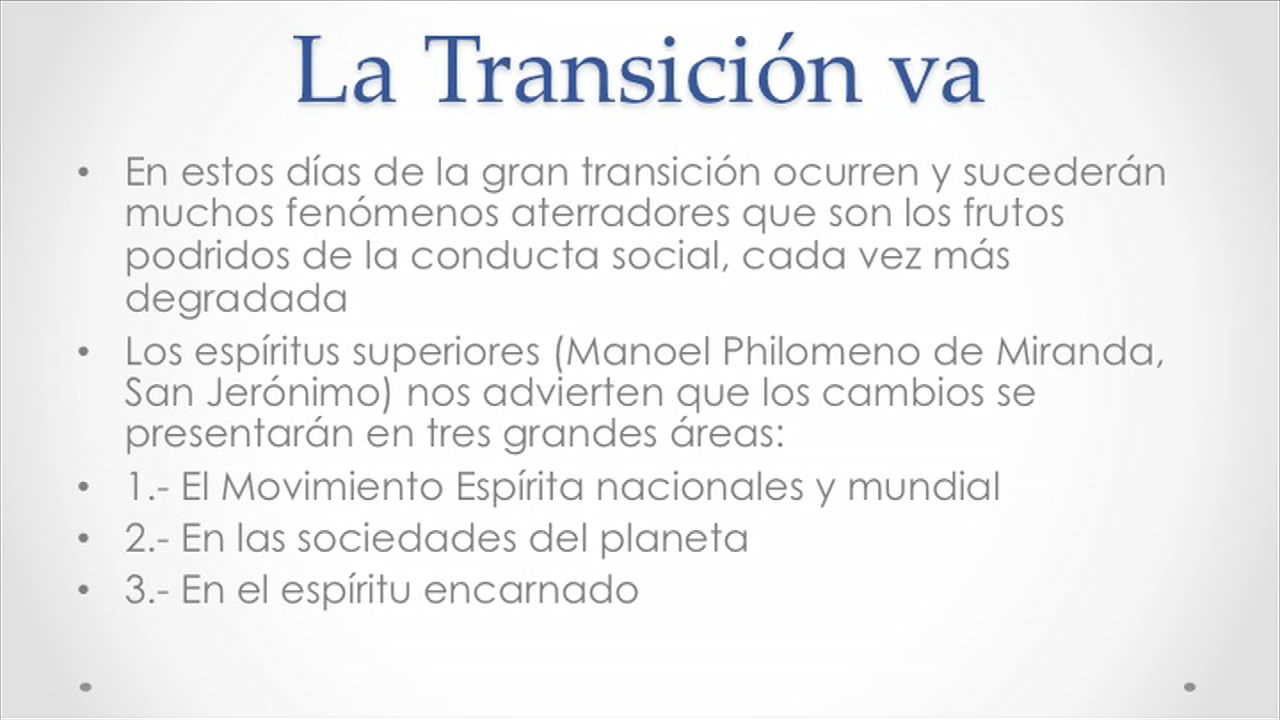 La Transición va
• En estos días de la gran transición ocurren y sucederán
muchos fenómenos aterradores que son los frutos
podridos de la conducta social, cada vez más
degradada
• Los espíritus superiores (Manoel Philomeno de Miranda,
San Jerónimo) nos advierten que los cambios se
presentarán en tres grandes áreas:
• 1.- El Movimiento Espírita nacionales y mundial
• 2.- En las sociedades del planeta
• 3.- En el espíritu encarnado